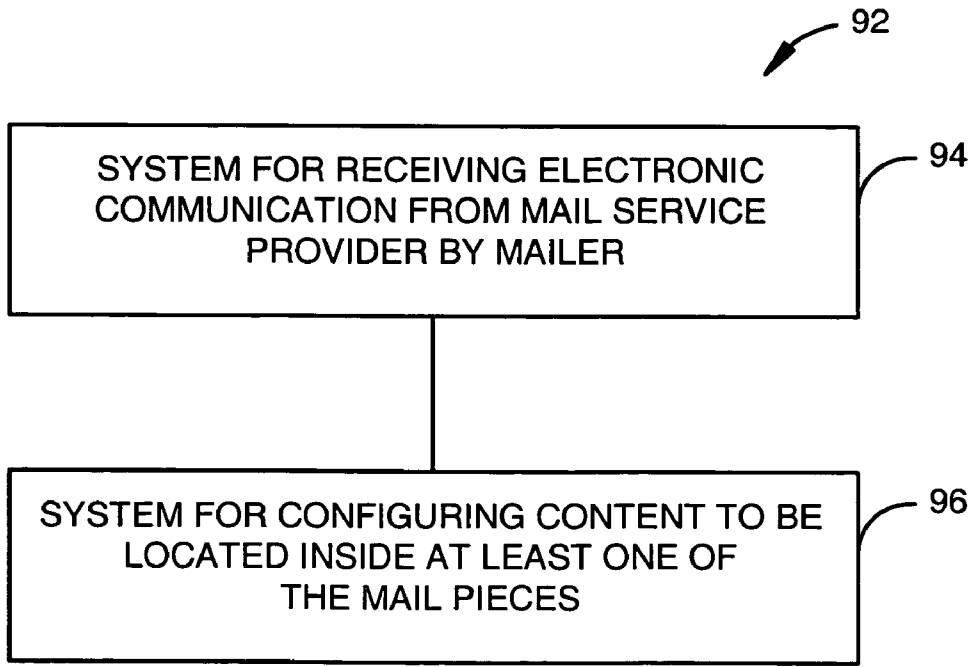 92
SYSTEM FOR RECEIVING ELECTRONIC
COMMUNICATION FROM MAIL SERVICE
PROVIDER BY MAILER
94
SYSTEM FOR CONFIGURING CONTENT TO BE
LOCATED INSIDE AT LEAST ONE OF
THE MAIL PIECES
96